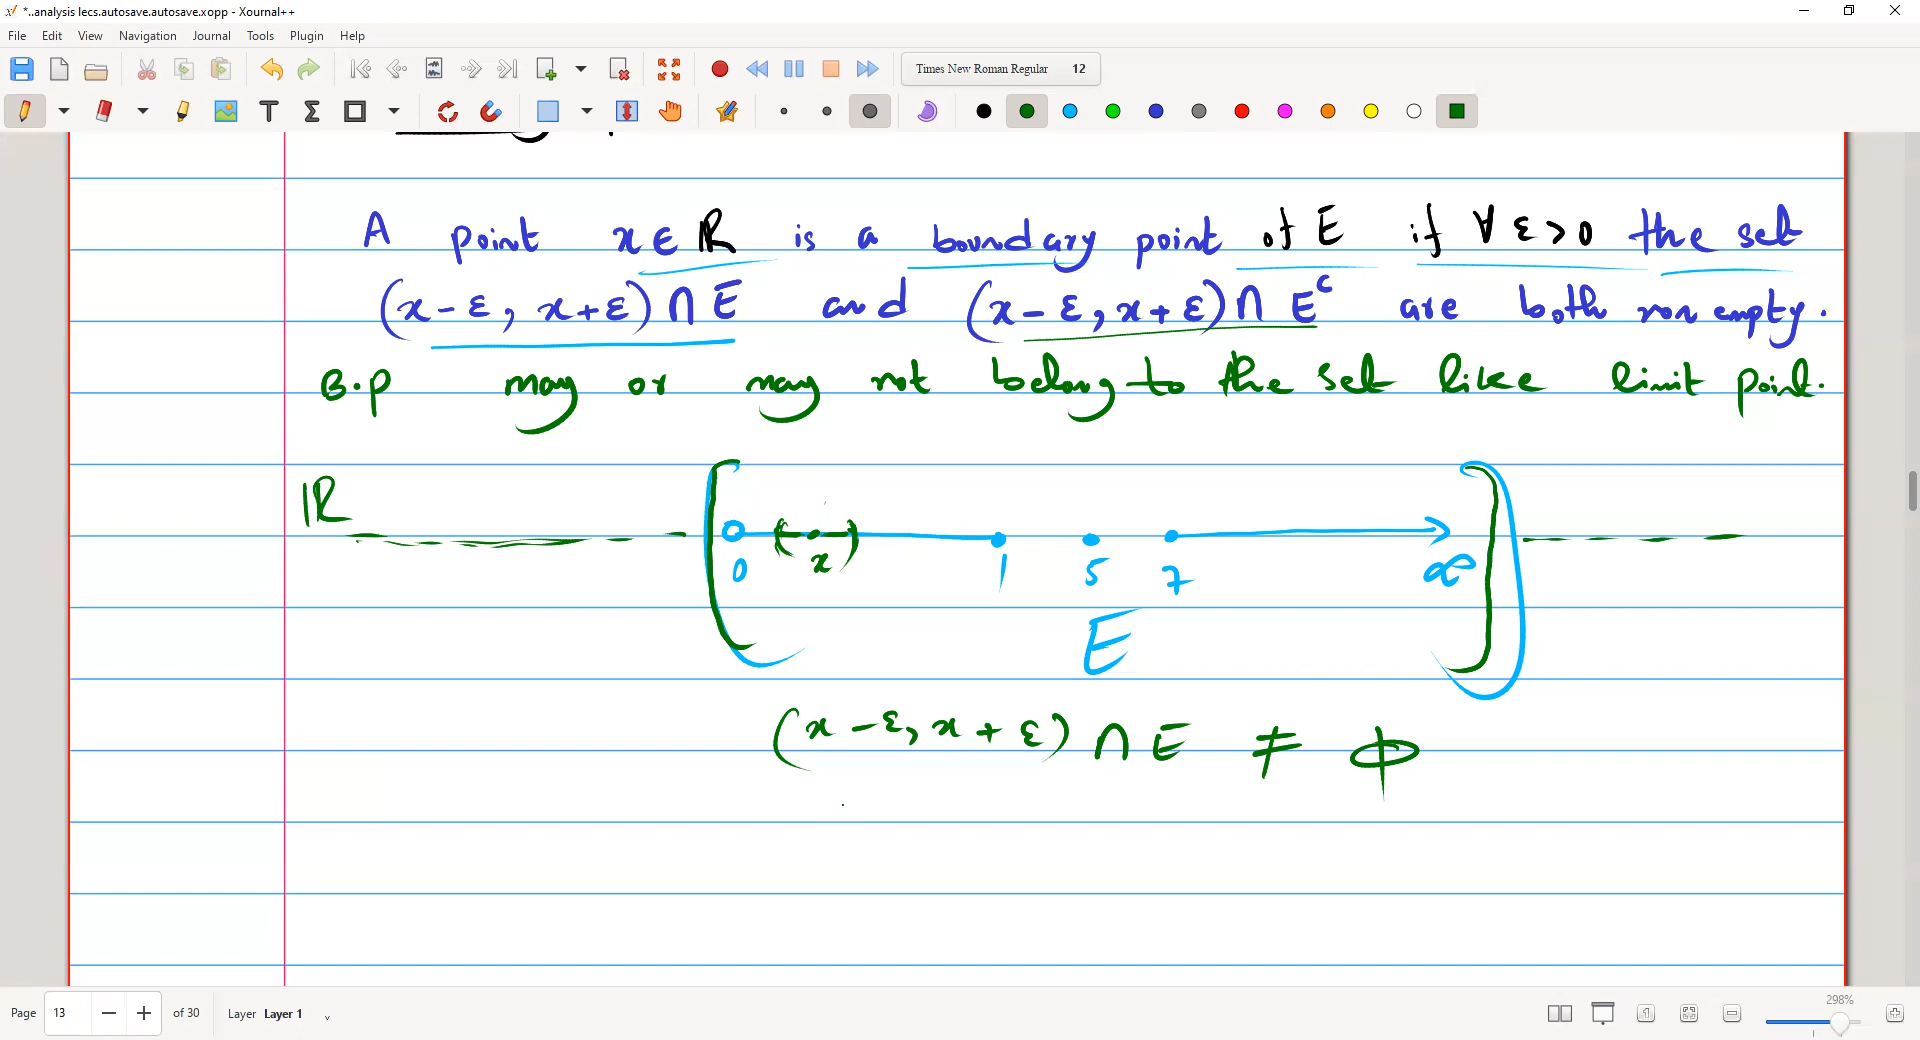 *..analysis lecs.autosave.autosave.xopp - Xournal++
File Edit View Navigation Journal Tools Plugin Help
Times New Roman Regular 12
A point x ∈ ℝ is a boundary point of E if ∀ ε > 0 the set
(x-ε, x+ε) ∩ E and (x-ε, x+ε) ∩ Eᶜ are both non empty.
B.p may or may not belong to the set like limit point.
ℝ
0 x 1 5 7 ∞
E
(x-ε, x+ε) ∩ E ≠ ϕ
Page 13 of 30 Layer Layer 1 298%